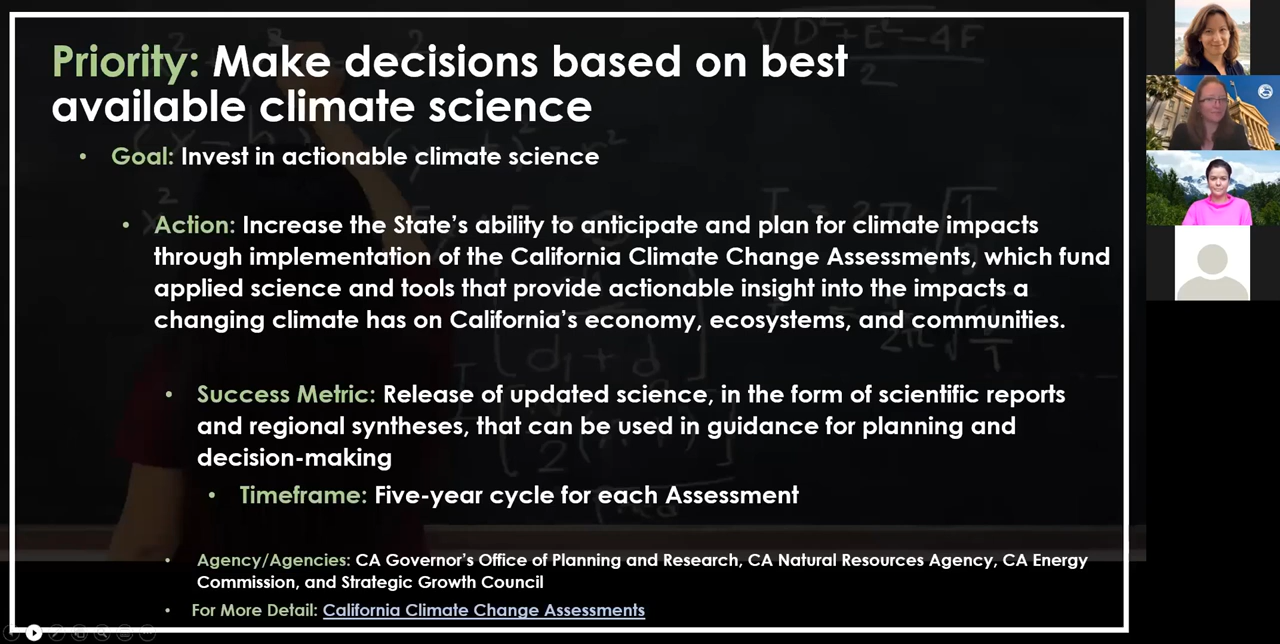 Priority: Make decisions based on best
available climate science
• Goal: Invest in actionable climate science
• Action: Increase the State's ability to anticipate and plan for climate impacts
through implementation of the California Climate Change Assessments, which fund
applied science and tools that provide actionable insight into the impacts a
changing climate has on California's economy, ecosystems, and communities.
• Success Metric: Release of updated science, in the form of scientific reports
and regional syntheses, that can be used in guidance for planning and
decision-making
• Timeframe: Five-year cycle for each Assessment
• Agency/Agencies: CA Governor's Office of Planning and Research, CA Natural Resources Agency, CA Energy
Commission, and Strategic Growth Council
• For More Detail: California Climate Change Assessments